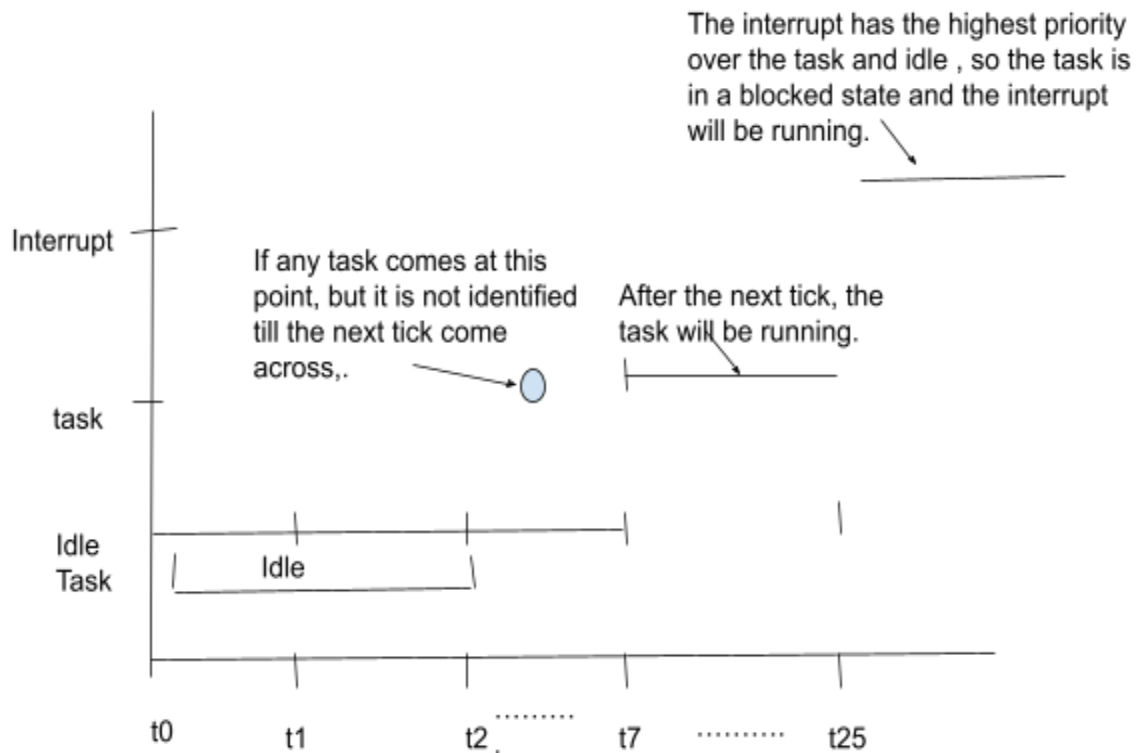 The interrupt has the highest priority
over the task and idle , so the task is
in a blocked state and the interrupt
will be running.
Interrupt
If any task comes at this
point, but it is not identified
till the next tick come
across,.
After the next tick, the
task will be running.
task
Idle
Task
Idle
t0
t1
t2
.........
.
t7
..........
t25